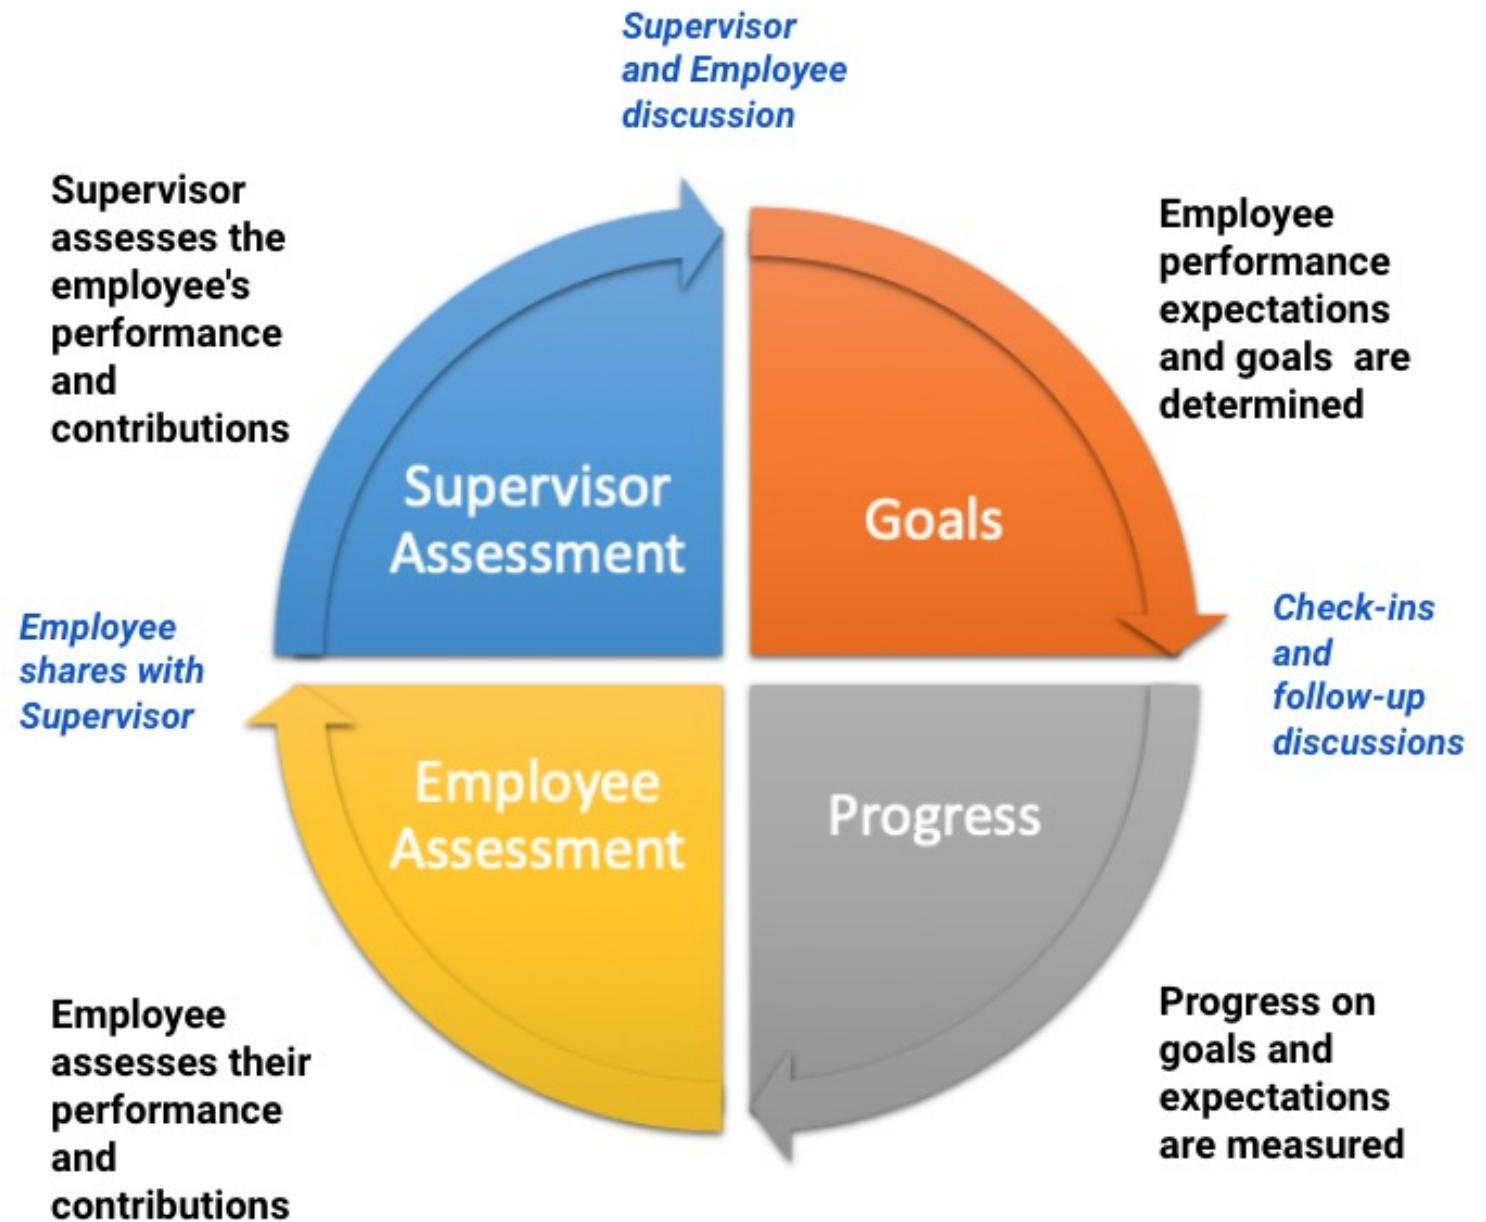 Supervisor
and Employee
discussion
Supervisor
assesses the
employee's
performance
and
contributions
Employee
performance
expectations
and goals  are
determined
Supervisor
Assessment
Goals
Employee
shares with
Supervisor
Check-ins
and
follow-up
discussions
Employee
Assessment
Progress
Employee
assesses their
performance
and
contributions
Progress on
goals and
expectations
are measured